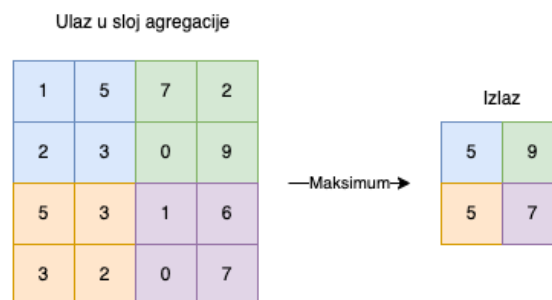 Ulaz u sloj agregacije
1 5 7 2
2 3 0 9
5 3 1 6
3 2 0 7
Maksimum
Izlaz
5 9
5 7